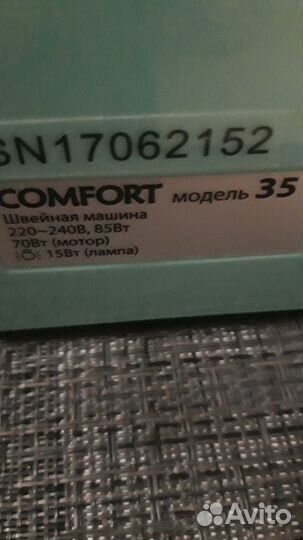 SN17062152
COMFORT модель 35
Швейная машина
220~240В, 85Вт
70Вт (мотор)
15Вт (лампа)
Avito